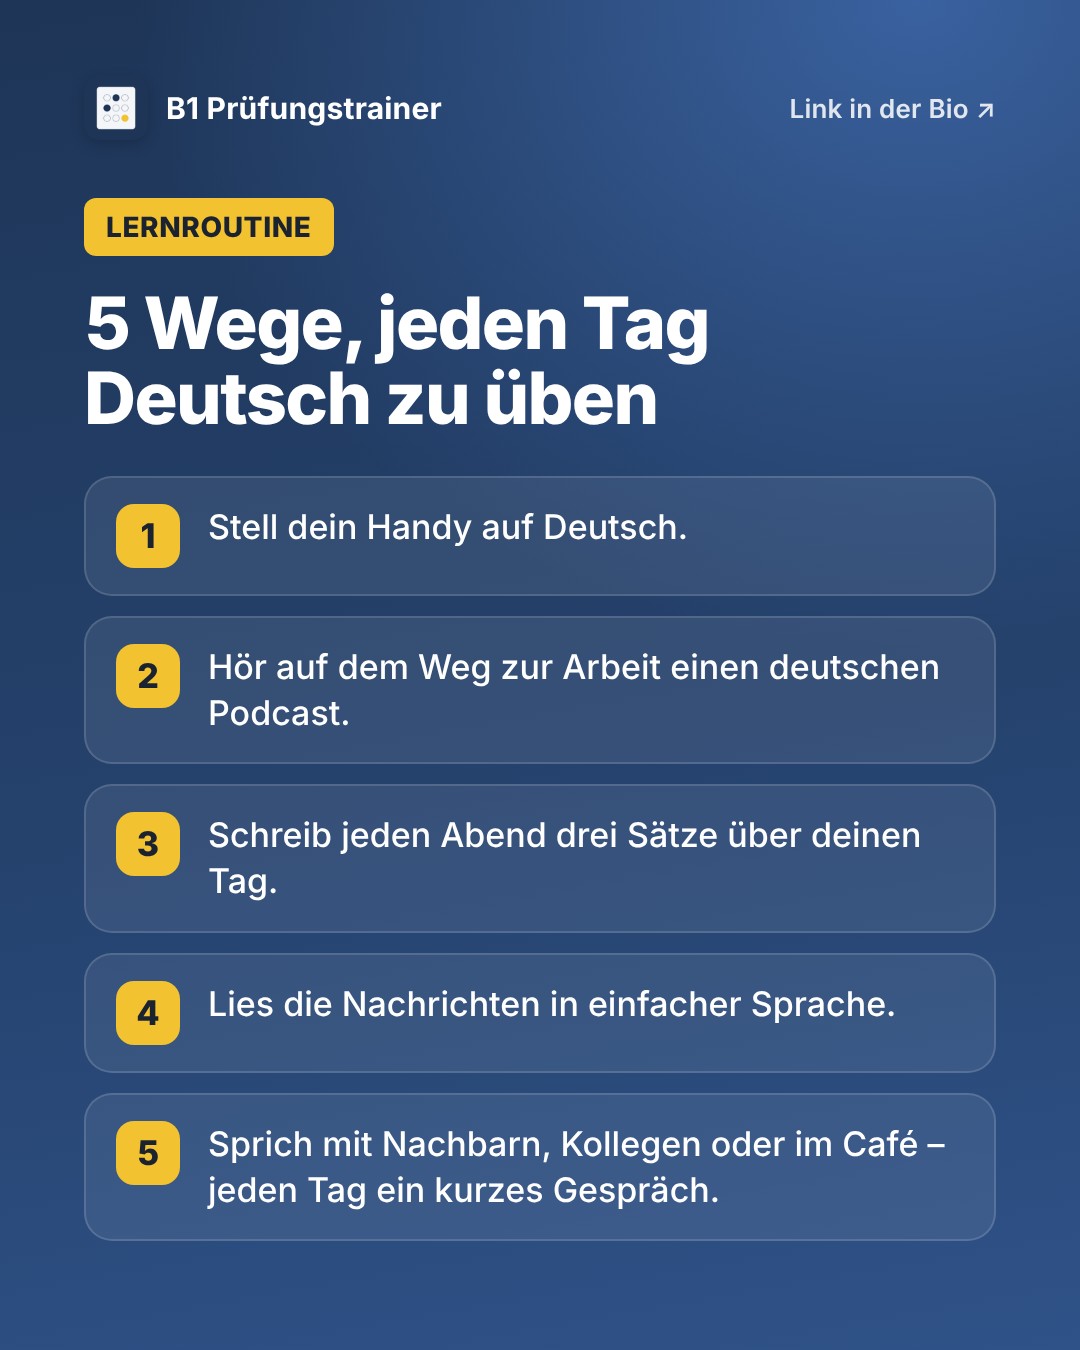 B1 Prüfungstrainer
Link in der Bio ↗
LERNROUTINE
5 Wege, jeden Tag
Deutsch zu üben
1 Stell dein Handy auf Deutsch.
2 Hör auf dem Weg zur Arbeit einen deutschen
Podcast.
3 Schreib jeden Abend drei Sätze über deinen
Tag.
4 Lies die Nachrichten in einfacher Sprache.
5 Sprich mit Nachbarn, Kollegen oder im Café –
jeden Tag ein kurzes Gespräch.